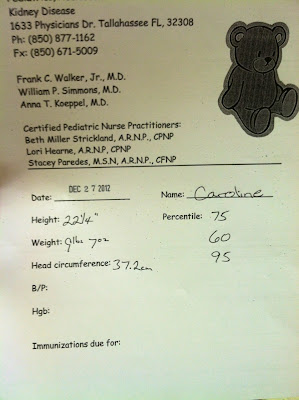 Kidney Disease
1633 Physicians Dr. Tallahassee FL, 32308
Ph: (850) 877-1162
Fx: (850) 671-5009
Frank C. Walker, Jr., M.D.
William P. Simmons, M.D.
Anna T. Koeppel, M.D.
Certified Pediatric Nurse Practitioners:
Beth Miller Strickland, A.R.N.P., CPNP
Lori Hearne, A.R.N.P, CPNP
Stacey Paredes, M.S.N, A.R.N.P., CFNP
Date: DEC 27 2012 Name: Caroline
Height: 22 1/4" Percentile: 75
Weight: 9lbs 7oz 60
Head circumference: 37.2cm 95
B/P:
Hgb:
Immunizations due for: